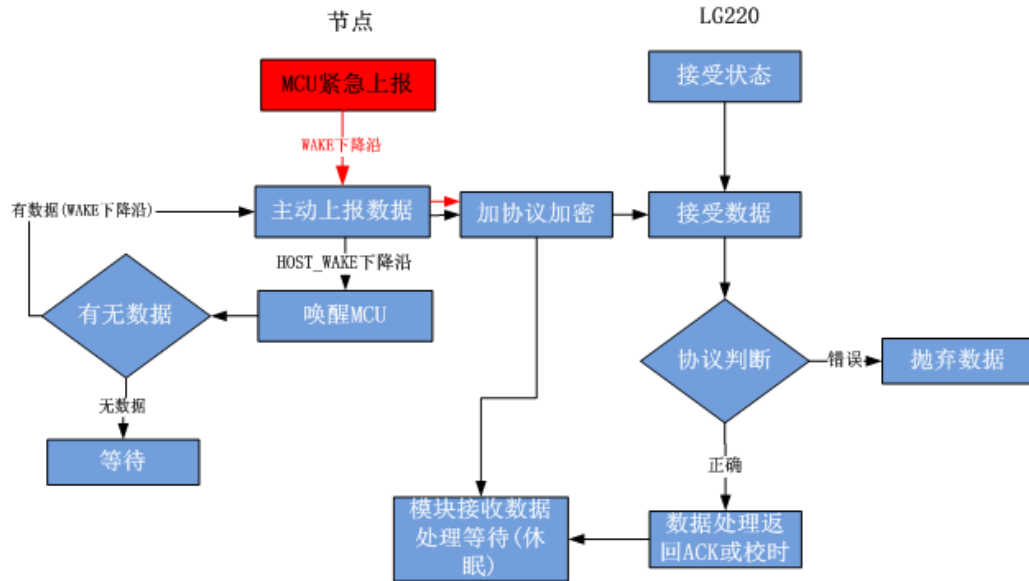 节点
LG220
MCU紧急上报
接受状态
WAKE下降沿
有数据(WAKE下降沿)
主动上报数据
加协议加密
接受数据
HOST_WAKE下降沿
有无数据
唤醒MCU
协议判断
错误
抛弃数据
无数据
等待
正确
模块接收数据
处理等待(休
眠)
数据处理返
回ACK或校时